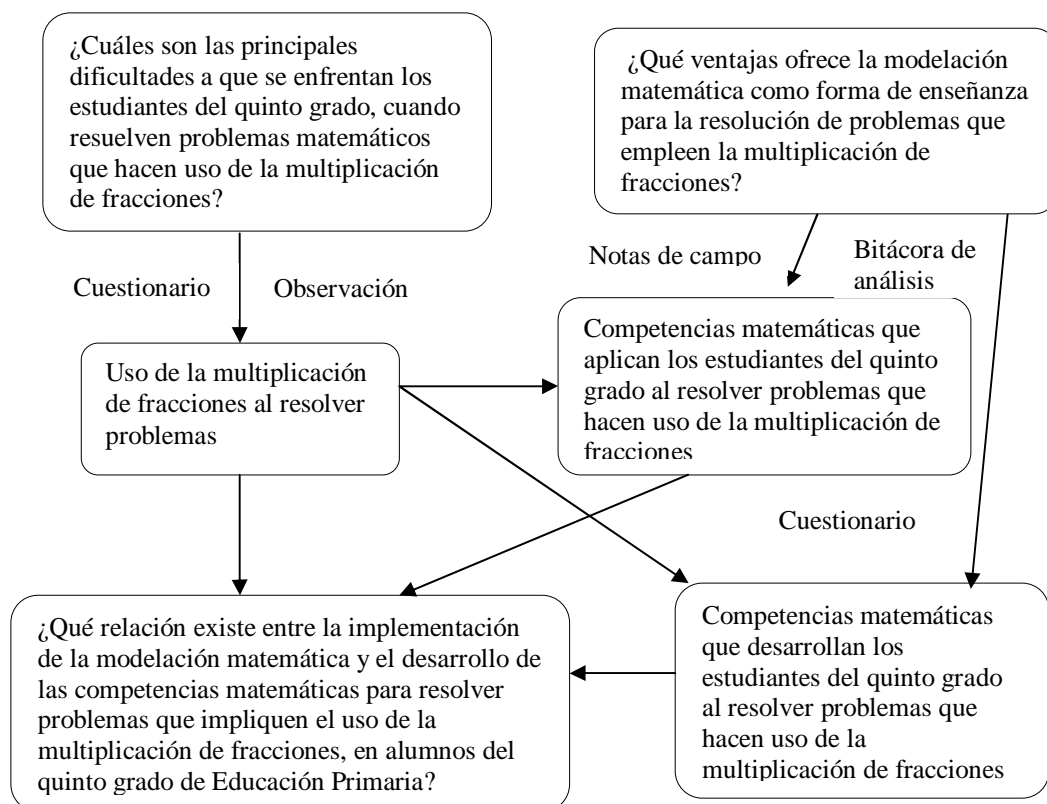 ¿Cuáles son las principales
dificultades a que se enfrentan los
estudiantes del quinto grado, cuando
resuelven problemas matemáticos
que hacen uso de la multiplicación
de fracciones?
¿Qué ventajas ofrece la modelación
matemática como forma de enseñanza
para la resolución de problemas que
empleen la multiplicación de
fracciones?
Cuestionario
Observación
Notas de campo
Bitácora de
análisis
Uso de la multiplicación
de fracciones al resolver
problemas
Competencias matemáticas que
aplican los estudiantes del quinto
grado al resolver problemas que
hacen uso de la multiplicación de
fracciones
Cuestionario
¿Qué relación existe entre la implementación
de la modelación matemática y el desarrollo de
las competencias matemáticas para resolver
problemas que impliquen el uso de la
multiplicación de fracciones, en alumnos del
quinto grado de Educación Primaria?
Competencias matemáticas
que desarrollan los
estudiantes del quinto grado
al resolver problemas que
hacen uso de la
multiplicación de fracciones